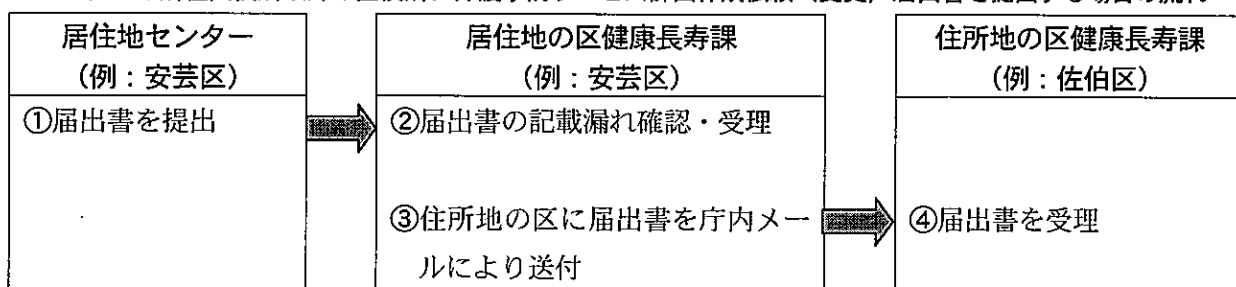 居住地センター
(例:安芸区)
居住地の区健康長寿課
(例:安芸区)
住所地の区健康長寿課
(例:佐伯区)
①届出書を提出
②届出書の記載漏れ確認・受理
③住所地の区に届出書を庁内メー
ルにより送付
④届出書を受理